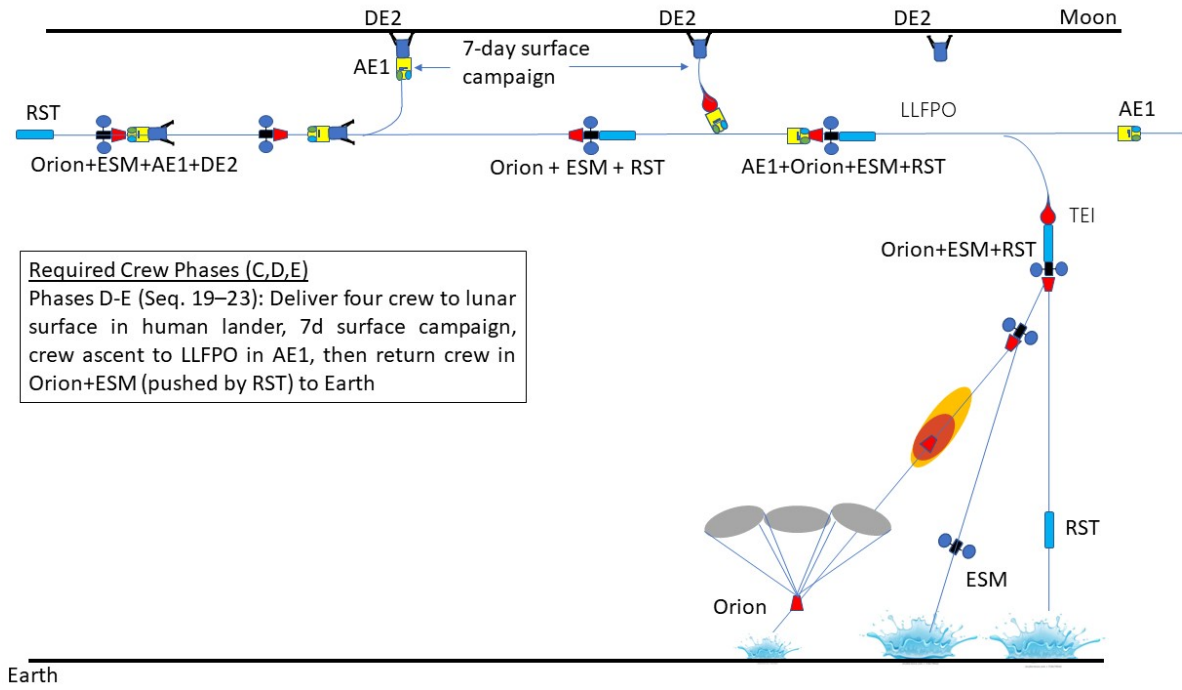 DE2
DE2
DE2
Moon
AE1
7-day surface
campaign
RST
LLFPO
AE1
Orion+ESM+AE1+DE2
Orion + ESM + RST
AE1+Orion+ESM+RST
TEI
Orion+ESM+RST
Required Crew Phases (C,D,E)
Phases D-E (Seq. 19–23): Deliver four crew to lunar
surface in human lander, 7d surface campaign,
crew ascent to LLFPO in AE1, then return crew in
Orion+ESM (pushed by RST) to Earth
RST
ESM
Orion
Earth